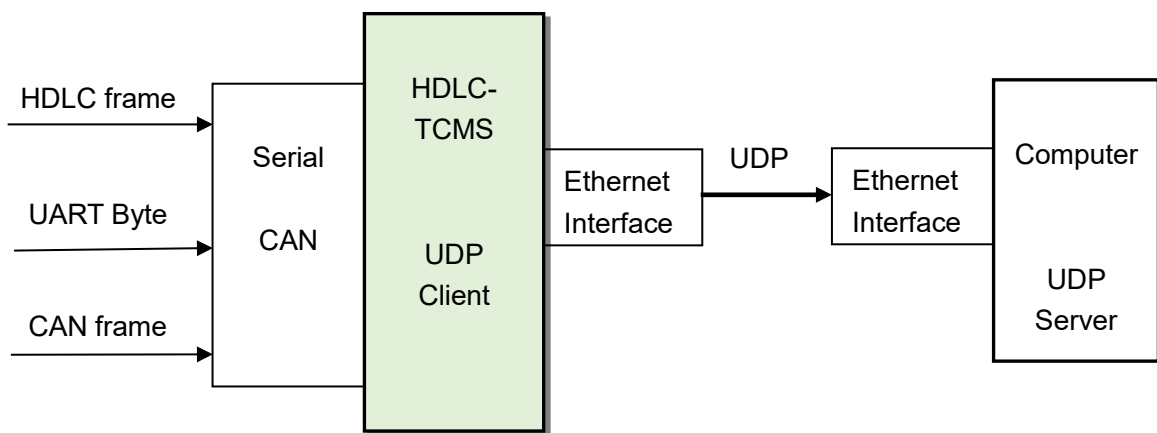 HDLC frame
UART Byte
CAN frame
Serial
CAN
HDLC-
TCMS
UDP
Client
Ethernet
Interface
UDP
Ethernet
Interface
Computer
UDP
Server